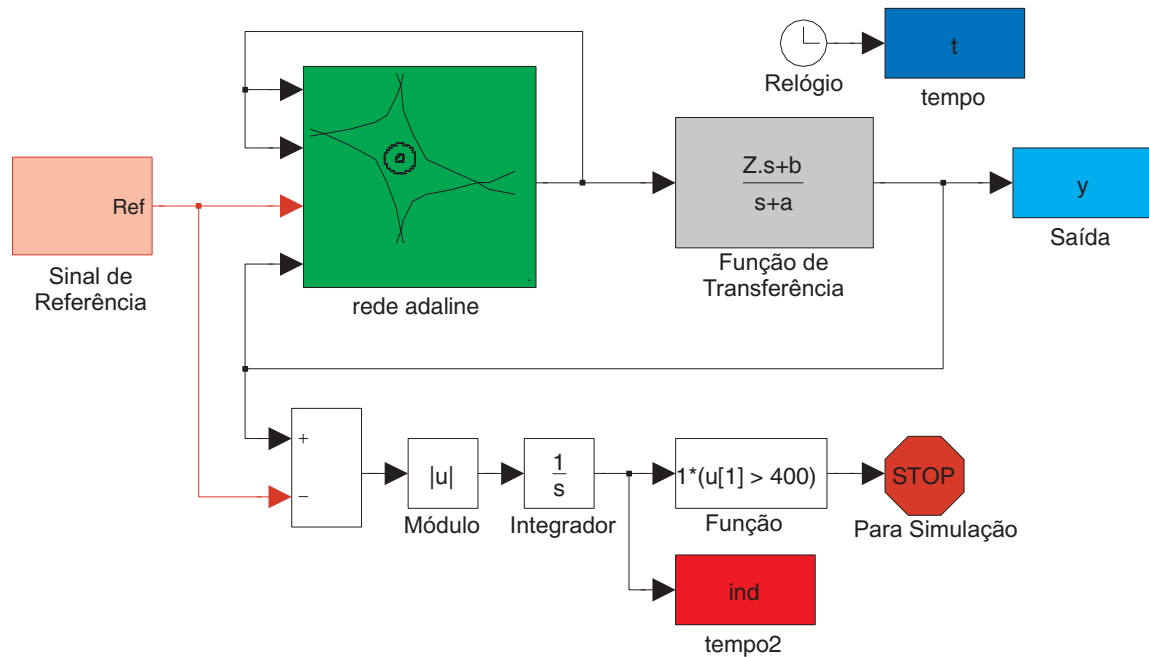 t
Relógio
tempo
Ref
Sinal de
Referência
rede adaline
Z.s+b
s+a
Função de
Transferência
y
Saída
+
−
|u|
Módulo
1
s
Integrador
1*(u[1] > 400)
Função
STOP
Para Simulação
ind
tempo2